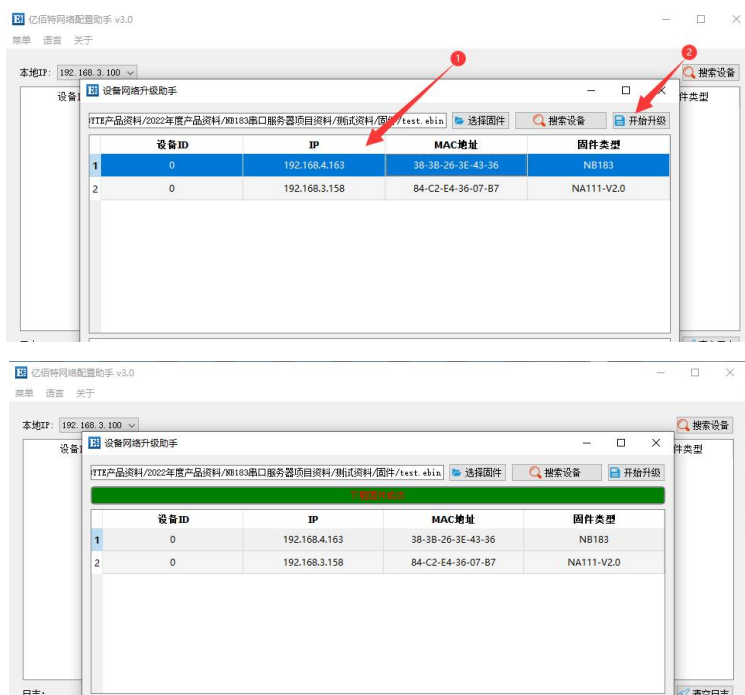 亿佰特网络配置助手 v3.0
菜单 语言 关于
1 2
本地IP: 192.168.3.100 搜索设备
设备网络升级助手
设备 件类型
YTE产品资料/2022年度产品资料/NB183串口服务器项目资料/测试资料/固件/test.ebin 选择固件 搜索设备 开始升级
设备ID IP MAC地址 固件类型
1 0 192.168.4.163 38-3B-26-3E-43-36 NB183
2 0 192.168.3.158 84-C2-E4-36-07-B7 NA111-V2.0
亿佰特网络配置助手 v3.0
菜单 语言 关于
本地IP: 192.168.3.100 搜索设备
设备网络升级助手
设备 件类型
YTE产品资料/2022年度产品资料/NB183串口服务器项目资料/测试资料/固件/test.ebin 选择固件 搜索设备 开始升级
设备ID IP MAC地址 固件类型
1 0 192.168.4.163 38-3B-26-3E-43-36 NB183
2 0 192.168.3.158 84-C2-E4-36-07-B7 NA111-V2.0
日志: 清空日志